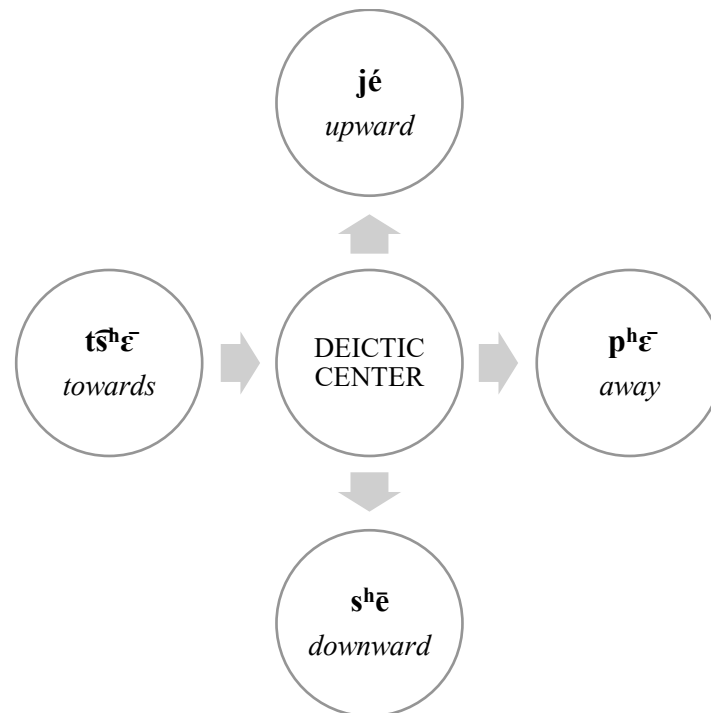 jé
upward
t͡sʰɛ̄
towards
DEICTIC
CENTER
pʰɛ̄
away
sʰē
downward